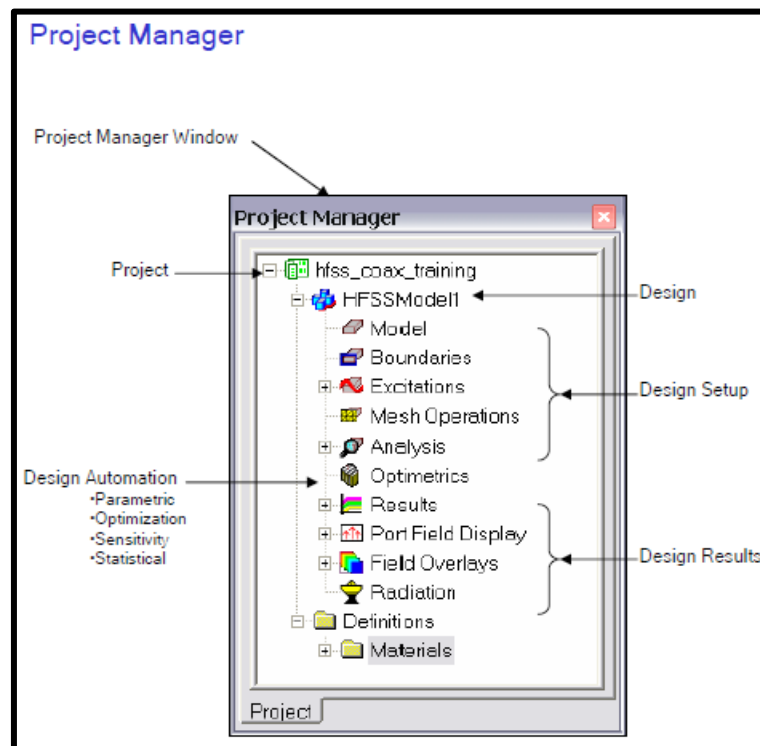 Project Manager
Project Manager Window
Project Manager
Project
hfss_coax_training
HFSSModel1
Design
Model
Boundaries
Excitations
Design Setup
Mesh Operations
Analysis
Design Automation
•Parametric
•Optimization
•Sensitivity
•Statistical
Optimetrics
Results
Port Field Display
Field Overlays
Design Results
Radiation
Definitions
Materials
Project